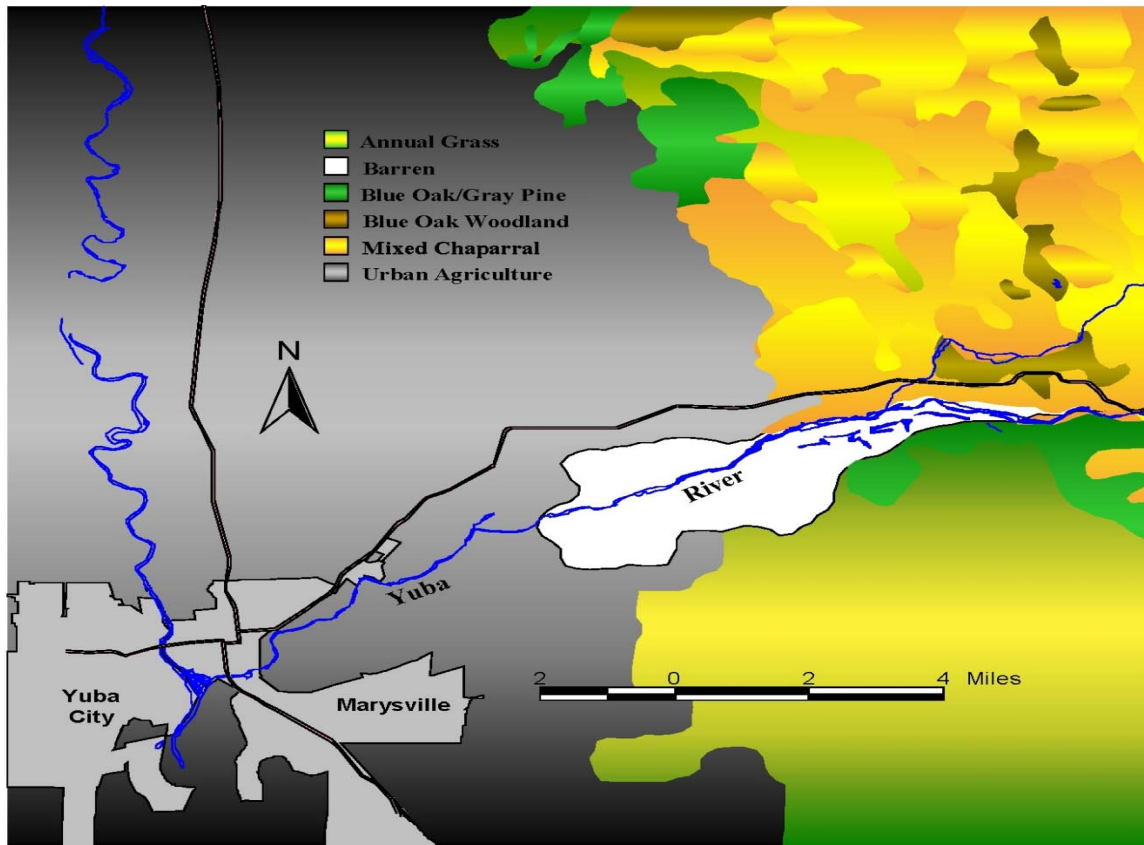 Annual Grass
Barren
Blue Oak/Gray Pine
Blue Oak Woodland
Mixed Chaparral
Urban Agriculture
N
River
Yuba
2 0 2 4 Miles
Yuba
City
Marysville